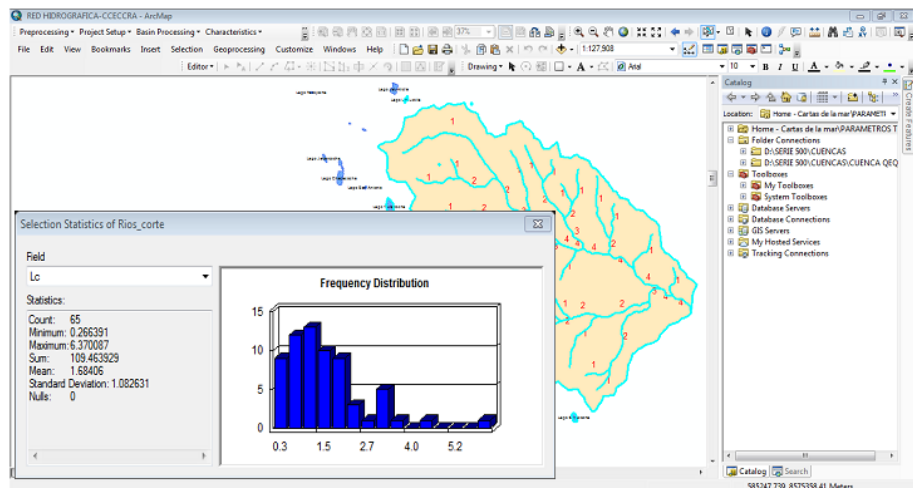 RED HIDROGRAFICA-CCECCRA - ArcMap
Preprocessing Project Setup Basin Processing Characteristics
37%
File Edit View Bookmarks Insert Selection Geoprocessing Customize Windows Help
1:127,908
Editor
Drawing
A
Arial
10
B I U A
Catalog
Location: Home - Cartas de la mar\PARAMETI
Home - Cartas de la mar\PARAMETROS T
Folder Connections
D:\SERIE 500\CUENCAS
D:\SERIE 500\CUENCAS\CUENCA QEQ
Toolboxes
My Toolboxes
System Toolboxes
Database Servers
Database Connections
GIS Servers
My Hosted Services
Tracking Connections
Create Features
Selection Statistics of Rios_corte
Field
Lc
Statistics:
Count: 65
Minimum: 0.266391
Maximum: 6.370087
Sum: 109.463929
Mean: 1.68406
Standard Deviation: 1.082631
Nulls: 0
Frequency Distribution
15
10
5
0
0.3 1.5 2.7 4.0 5.2
Catalog Search
585247.739 8575358.41 Meters